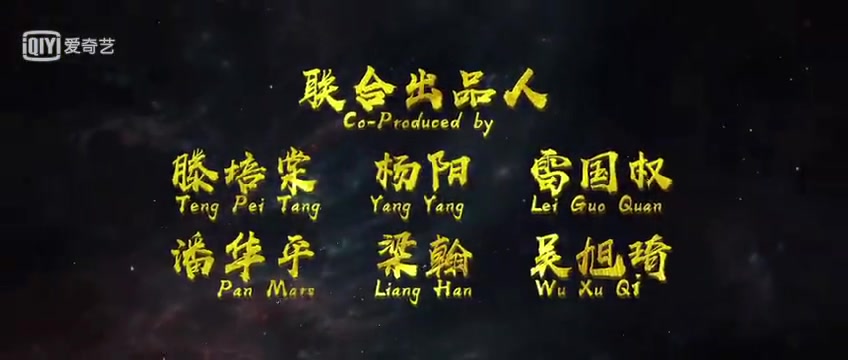 iQIYI 爱奇艺
联合出品人
Co-Produced by
滕培棠 杨阳 雷国权
Teng Pei Tang Yang Yang Lei Guo Quan
潘华平 梁翰 吴旭琦
Pan Mars Liang Han Wu Xu Qi